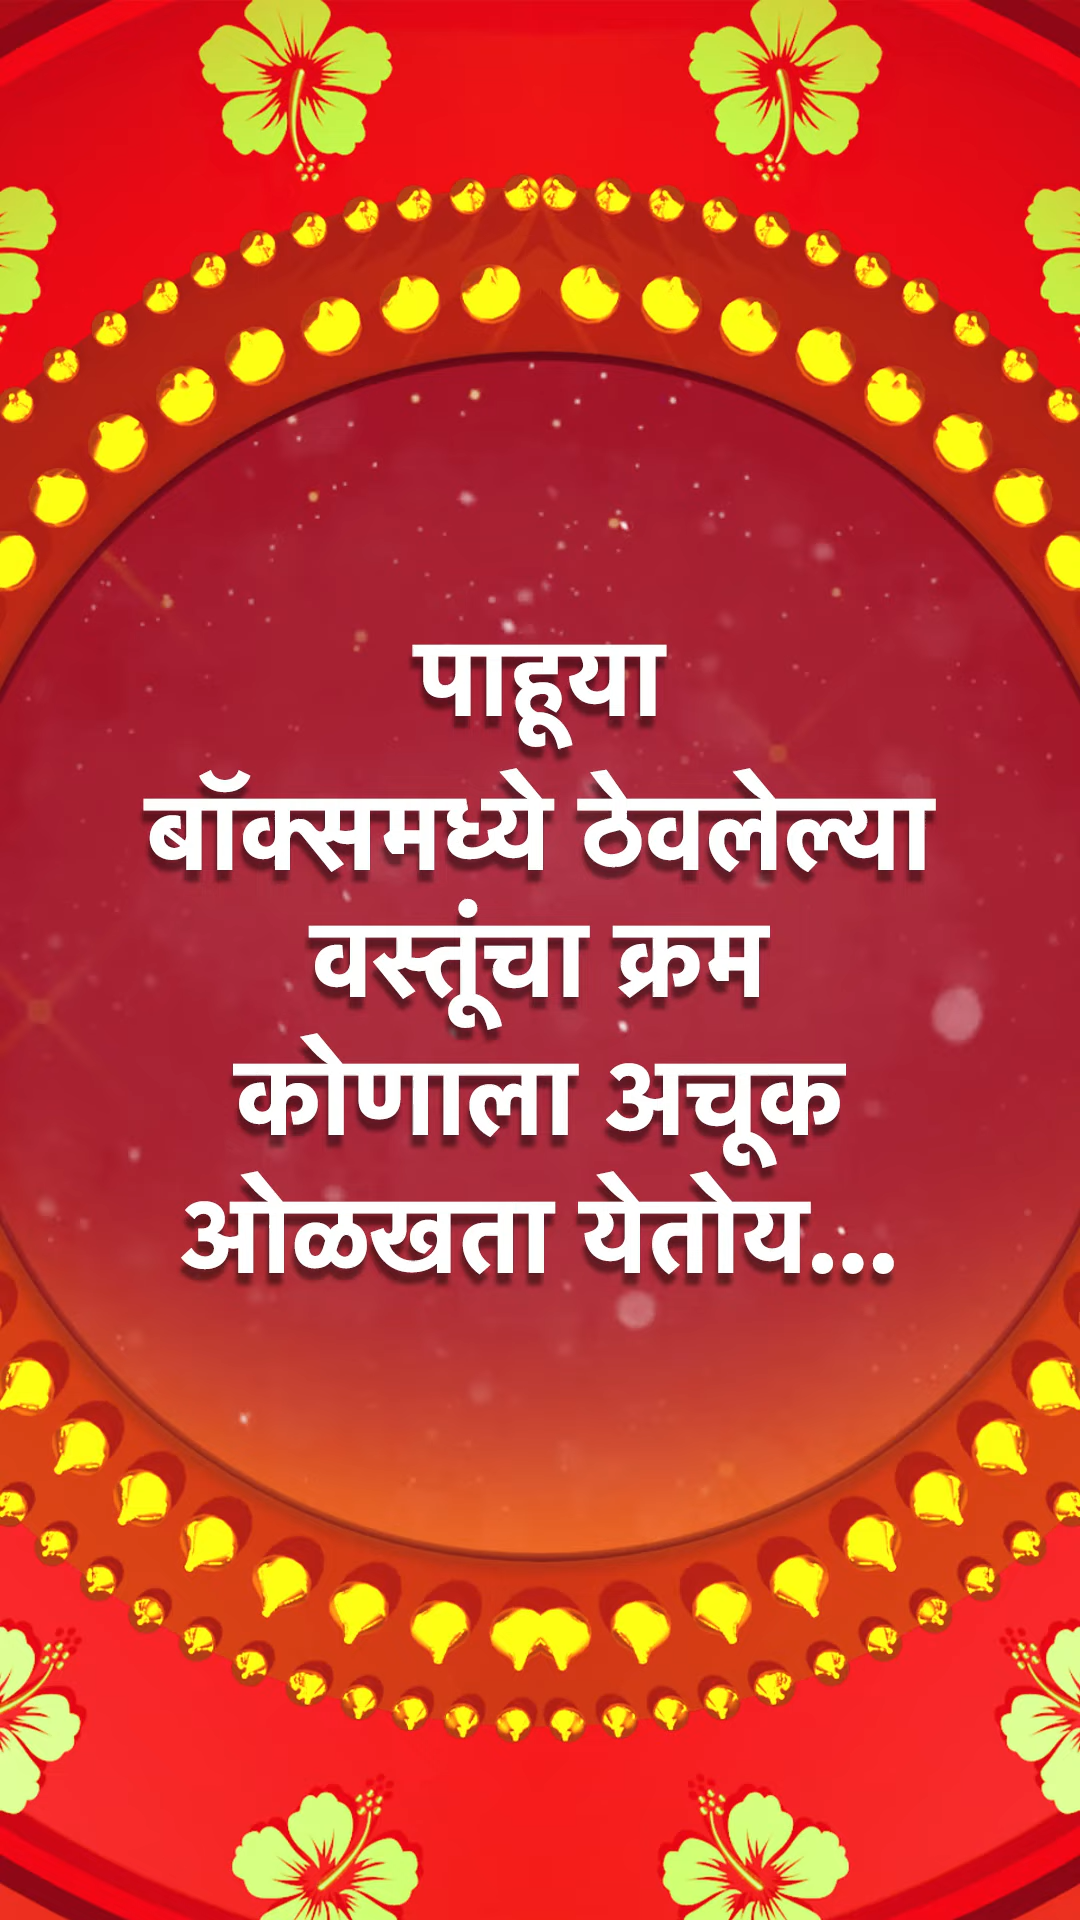 पाहूया
बॉक्समध्ये ठेवलेल्या
वस्तूंचा क्रम
कोणाला अचूक
ओळखता येतोय...